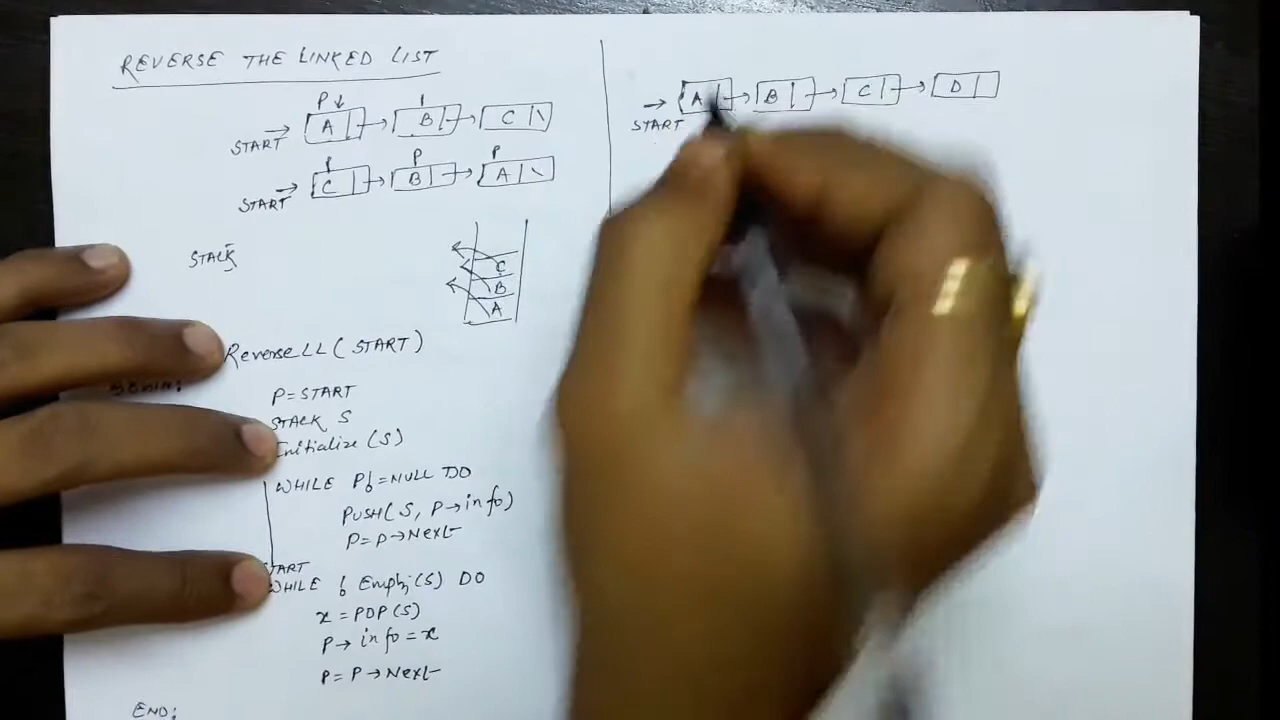 REVERSE THE LINKED LIST
P
A B C
START
P P
C B A
START
STACK
C
B
A
ReverseLL(START)
P=START
STACK S
Initialize(S)
WHILE P!=NULL DO
PUSH(S, P→info)
P=P→Next
START
WHILE ! Empty(S) DO
x=POP(S)
P→info=x
P=P→Next
END;
A B C D
START